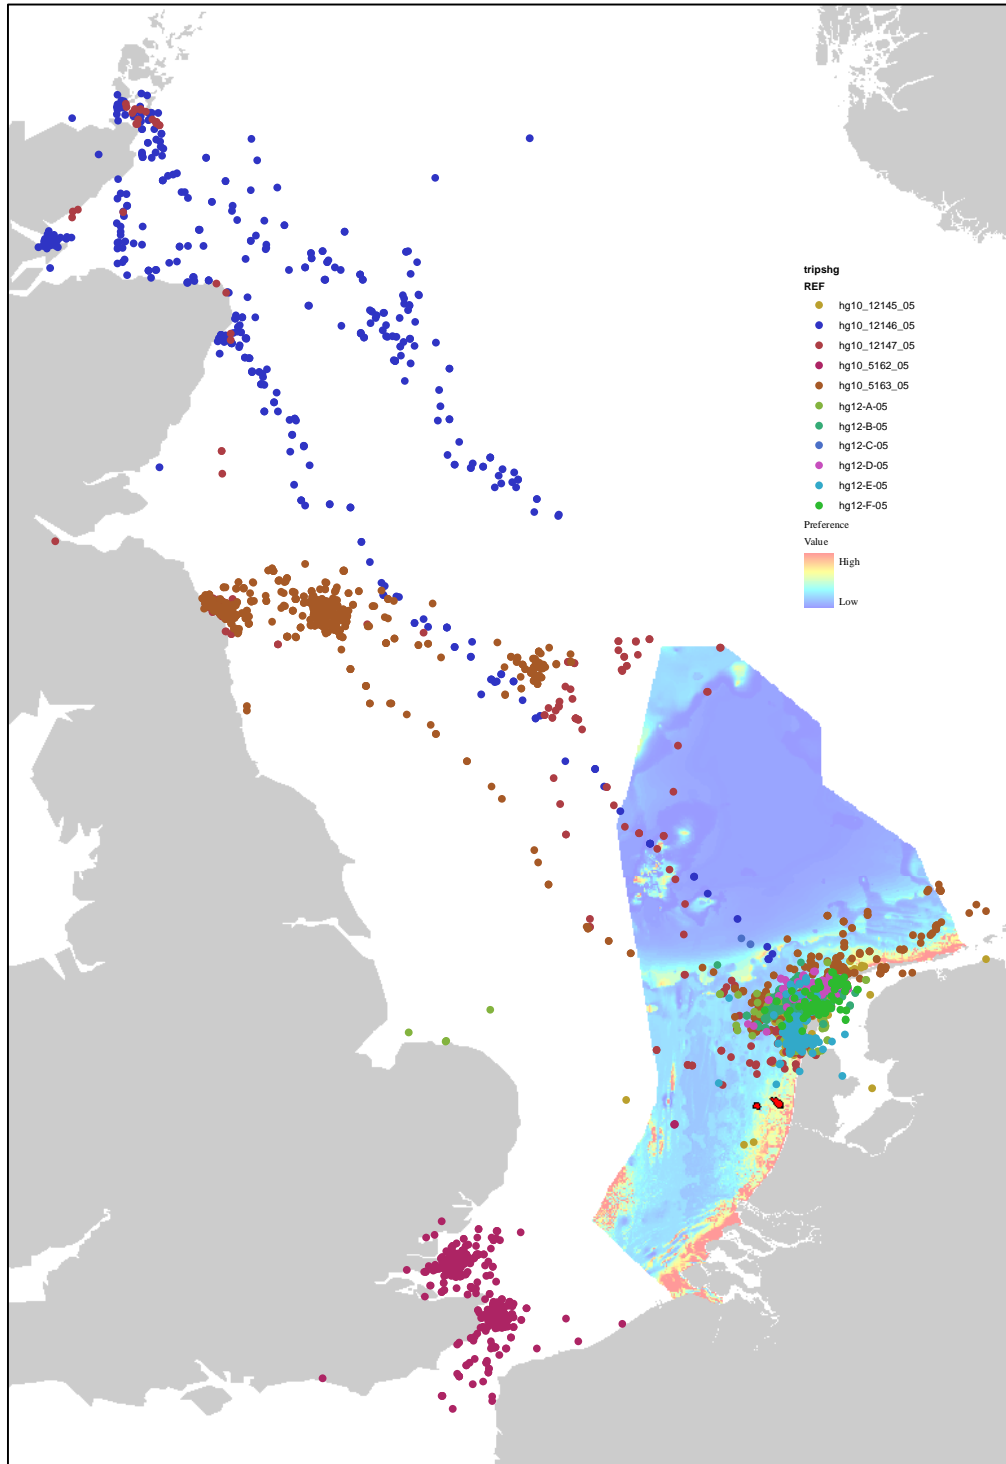 tripshg
REF
hg10_12145_05
hg10_12146_05
hg10_12147_05
hg10_5162_05
hg10_5163_05
hg12-A-05
hg12-B-05
hg12-C-05
hg12-D-05
hg12-E-05
hg12-F-05
Preference
Value
High
Low